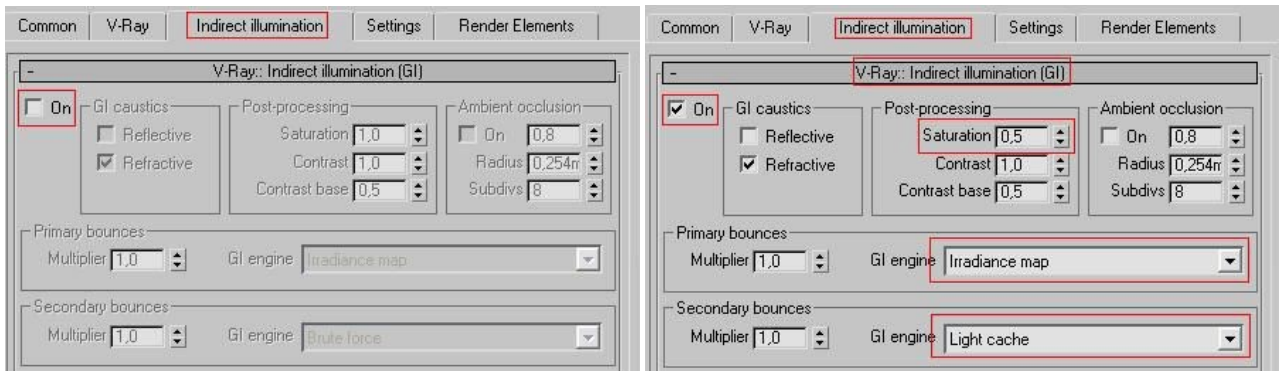 Common V-Ray Indirect illumination Settings Render Elements
- V-Ray:: Indirect illumination (GI)
On GI caustics Post-processing Ambient occlusion
Reflective Saturation 1,0 On 0,8
Refractive Contrast 1,0 Radius 0,254m
Contrast base 0,5 Subdivs 8
Primary bounces
Multiplier 1,0 GI engine Irradiance map
Secondary bounces
Multiplier 1,0 GI engine Brute force
Common V-Ray Indirect illumination Settings Render Elements
- V-Ray:: Indirect illumination (GI)
On GI caustics Post-processing Ambient occlusion
Reflective Saturation 0,5 On 0,8
Refractive Contrast 1,0 Radius 0,254m
Contrast base 0,5 Subdivs 8
Primary bounces
Multiplier 1,0 GI engine Irradiance map
Secondary bounces
Multiplier 1,0 GI engine Light cache